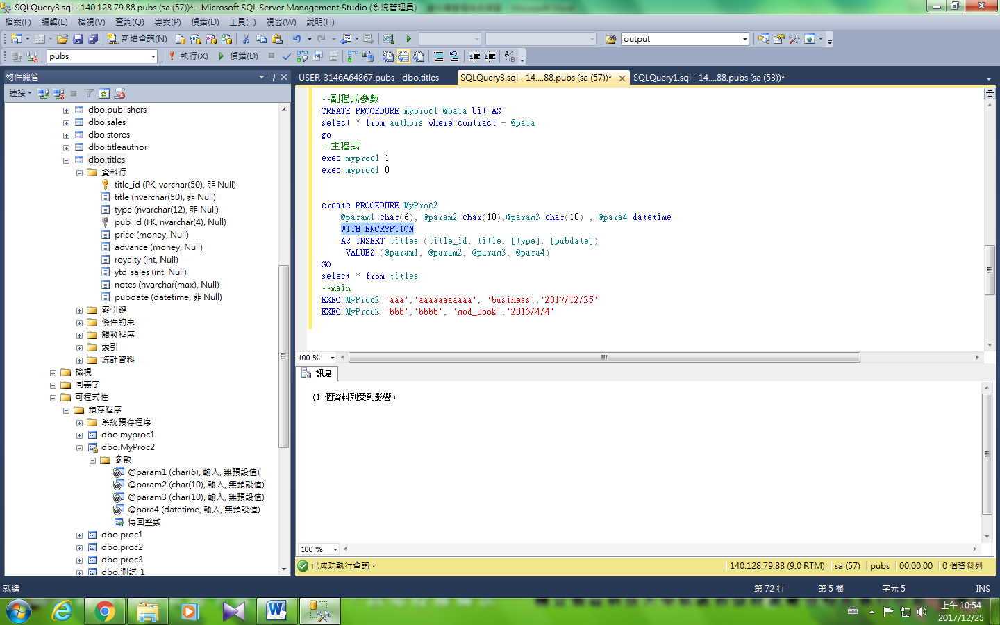 SQLQuery3.sql - 140.128.79.88.pubs (sa (57))* - Microsoft SQL Server Management Studio (系統管理員)
檔案(F) 編輯(E) 檢視(V) 查詢(Q) 專案(P) 偵錯(D) 工具(T) 視窗(W) 說明(H)
新增查詢(N) output
pubs 執行(X) 偵錯(D)
物件總管
連接
dbo.publishers
dbo.sales
dbo.stores
dbo.titleauthor
dbo.titles
資料行
title_id (PK, varchar(50), 非 Null)
title (nvarchar(50), 非 Null)
type (nvarchar(12), 非 Null)
pub_id (FK, nvarchar(4), 非 Null)
price (money, Null)
advance (money, Null)
royalty (int, Null)
ytd_sales (int, Null)
notes (nvarchar(max), Null)
pubdate (datetime, 非 Null)
索引鍵
條件約束
觸發程序
索引
統計資料
檢視
同義字
可程式性
預存程序
系統預存程序
dbo.myproc1
dbo.MyProc2
參數
@param1 (char(6), 輸入, 無預設值)
@param2 (char(10), 輸入, 無預設值)
@param3 (char(10), 輸入, 無預設值)
@para4 (datetime, 輸入, 無預設值)
傳回整數
dbo.proc1
dbo.proc2
dbo.proc3
dbo.測試_1
USER-3146A64867.pubs - dbo.titles SQLQuery3.sql - 14....88.pubs (sa (57))* SQLQuery1.sql - 14....88.pubs (sa (53))*
--副程式參數
CREATE PROCEDURE myproc1 @para bit AS
select * from authors where contract = @para
go
--主程式
exec myproc1 1
exec myproc1 0
create PROCEDURE MyProc2
@param1 char(6), @param2 char(10),@param3 char(10) , @para4 datetime
WITH ENCRYPTION
AS INSERT titles (title_id, title, [type], [pubdate])
VALUES (@param1, @param2, @param3, @para4)
GO
select * from titles
--main
EXEC MyProc2 'aaa','aaaaaaaaaaa', 'business','2017/12/25'
EXEC MyProc2 'bbb','bbbb', 'mod_cook','2015/4/4'
100 %
訊息
(1 個資料列受到影響)
100 %
已成功執行查詢。 140.128.79.88 (9.0 RTM) sa (57) pubs 00:00:00 0 個資料列
就緒 第 72 行 第 5 欄 字元 5 INS
上午 10:54
2017/12/25